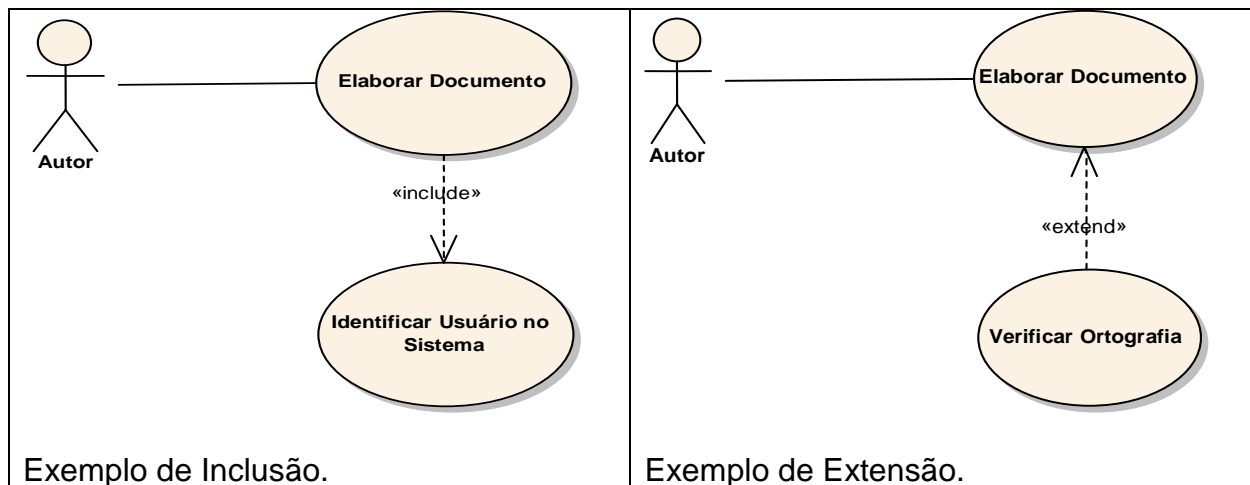 Elaborar Documento
Autor
«include»
Identificar Usuário no
Sistema
Exemplo de Inclusão.
Elaborar Documento
Autor
«extend»
Verificar Ortografia
Exemplo de Extensão.